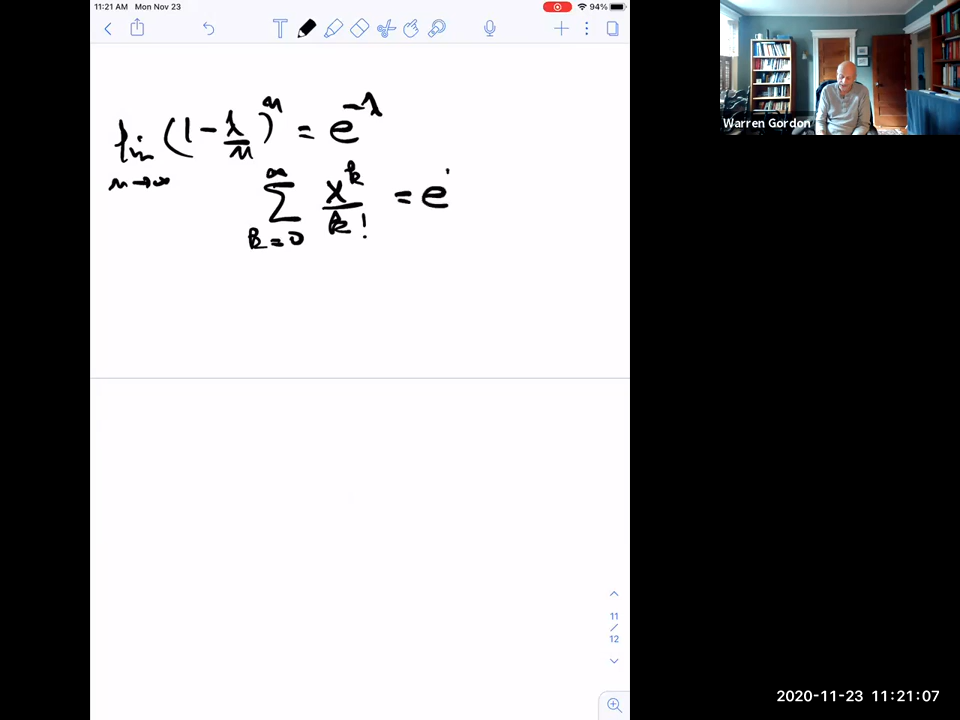 11:21 AM Mon Nov 23
94%
T
lim (1 - λ/n)^n = e^-λ
n→∞
∞
∑ x^k/k! = e
k=0
11
/
12
Warren Gordon
2020-11-23 11:21:07